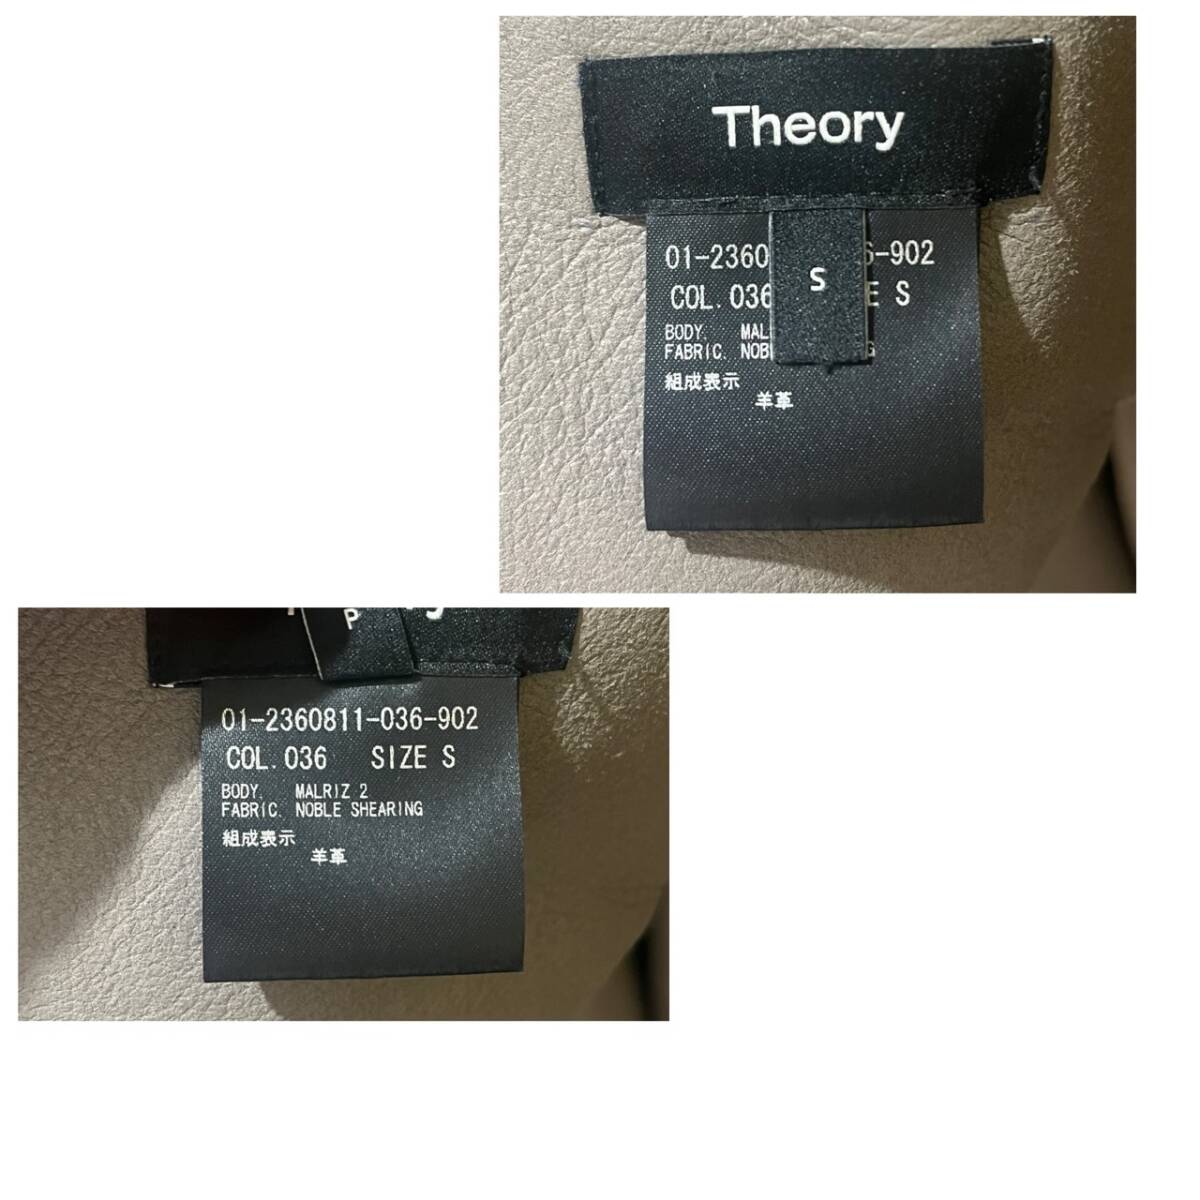 Theory
01-2360
6-902
S
COL.036
E S
BODY. MAL
FABRIC. NOBL
G
組成表示
羊革
P
y
01-2360811-036-902
COL.036 SIZE S
BODY. MALRIZ 2
FABRIC. NOBLE SHEARING
組成表示
羊革